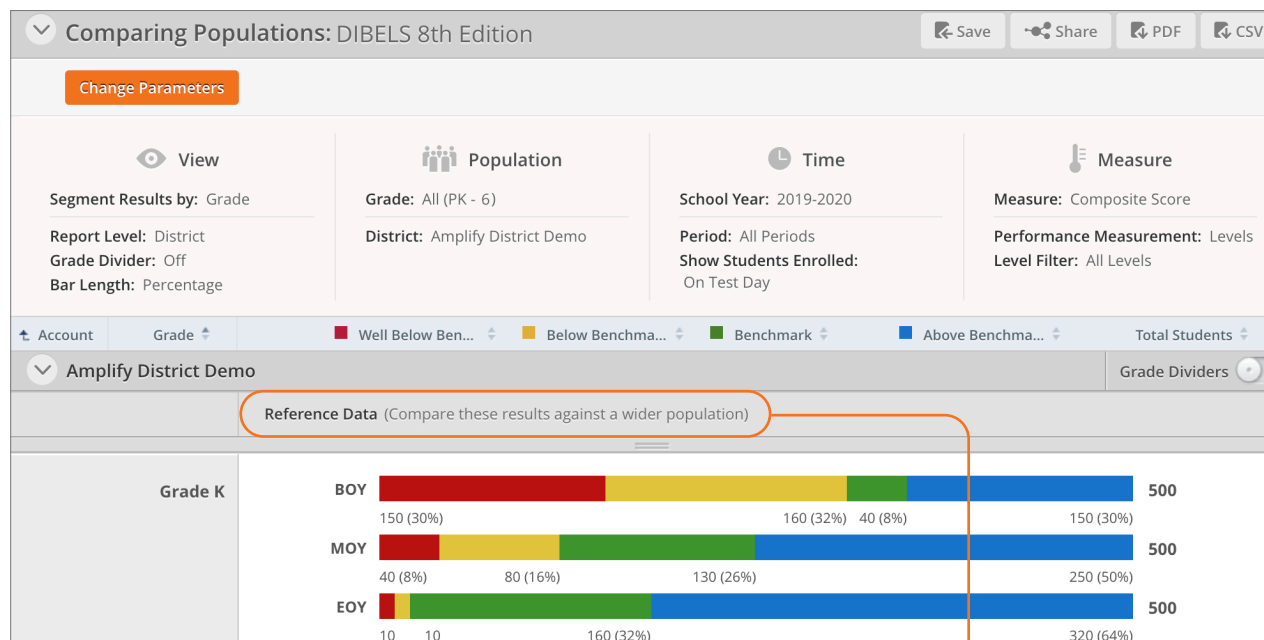 Comparing Populations: DIBELS 8th Edition
Save
Share
PDF
CSV
Change Parameters
View
Population
Time
Measure
Segment Results by: Grade
Grade: All (PK - 6)
School Year: 2019-2020
Measure: Composite Score
Report Level: District
District: Amplify District Demo
Period: All Periods
Performance Measurement: Levels
Grade Divider: Off
Show Students Enrolled:
Level Filter: All Levels
Bar Length: Percentage
On Test Day
Account
Grade
Well Below Ben...
Below Benchma...
Benchmark
Above Benchma...
Total Students
Amplify District Demo
Grade Dividers
Reference Data (Compare these results against a wider population)
Grade K
BOY
500
150 (30%)
160 (32%)
40 (8%)
150 (30%)
MOY
500
40 (8%)
80 (16%)
130 (26%)
250 (50%)
EOY
500
10
10
160 (32%)
320 (64%)